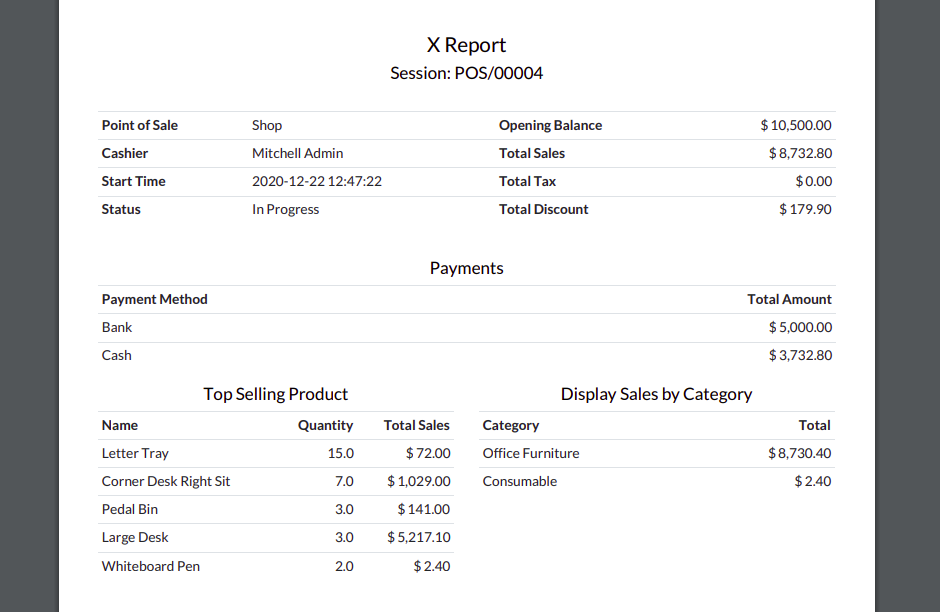 X Report
Session: POS/00004
Point of Sale Shop Opening Balance $ 10,500.00
Cashier Mitchell Admin Total Sales $ 8,732.80
Start Time 2020-12-22 12:47:22 Total Tax $ 0.00
Status In Progress Total Discount $ 179.90
Payments
Payment Method Total Amount
Bank $ 5,000.00
Cash $ 3,732.80
Top Selling Product
Name Quantity Total Sales
Letter Tray 15.0 $ 72.00
Corner Desk Right Sit 7.0 $ 1,029.00
Pedal Bin 3.0 $ 141.00
Large Desk 3.0 $ 5,217.10
Whiteboard Pen 2.0 $ 2.40
Display Sales by Category
Category Total
Office Furniture $ 8,730.40
Consumable $ 2.40